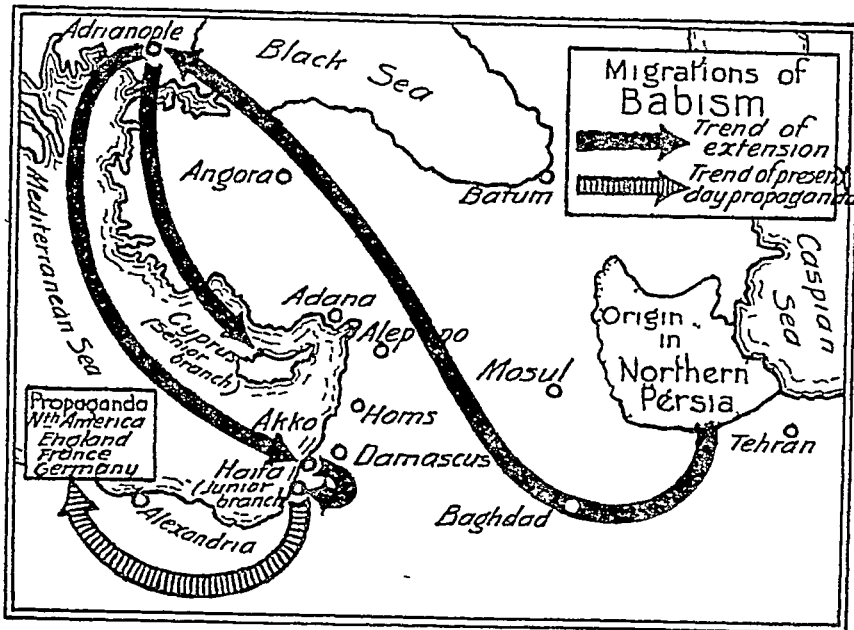 Adrianople
Black Sea
Migrations of
Babism
Trend of
extension
Trend of present
day propaganda
Angora
Batum
Mediterranean Sea
Caspian
Sea
Adana
Aleppo
Cyprus
(senior
branch)
Origin
in
Northern
Persia
Mosul
Propaganda
Nth America
England
France
Germany
Akko
Homs
Damascus
Tehran
Haifa
(Junior
branch)
Baghdad
Alexandria